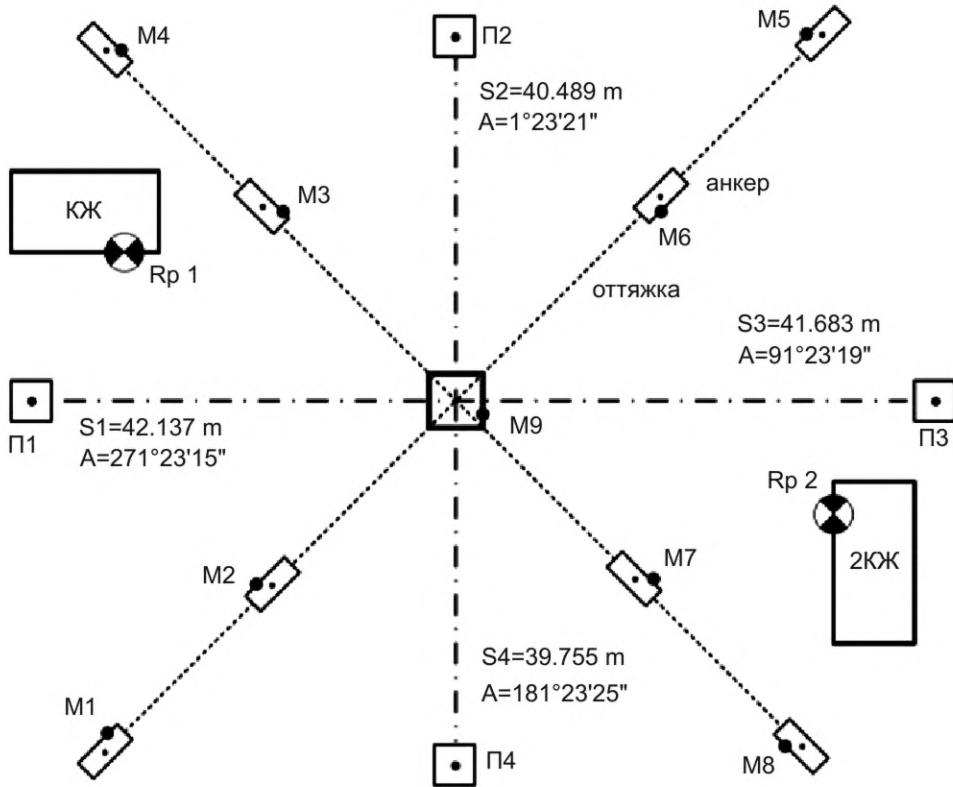 М4
П2
М5
S2=40.489 m
A=1°23'21"
анкер
М3
М6
КЖ
Rp 1
оттяжка
S3=41.683 m
A=91°23'19"
М9
П1
S1=42.137 m
A=271°23'15"
П3
Rp 2
М2
М7
2КЖ
S4=39.755 m
A=181°23'25"
М1
М8
П4